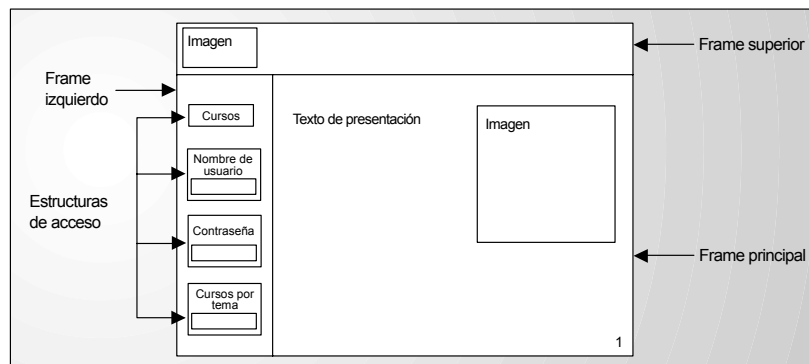 Imagen
Frame superior
Frame
izquierdo
Cursos
Texto de presentación
Imagen
Nombre de
usuario
Estructuras
de acceso
Contraseña
Frame principal
Cursos por
tema
1